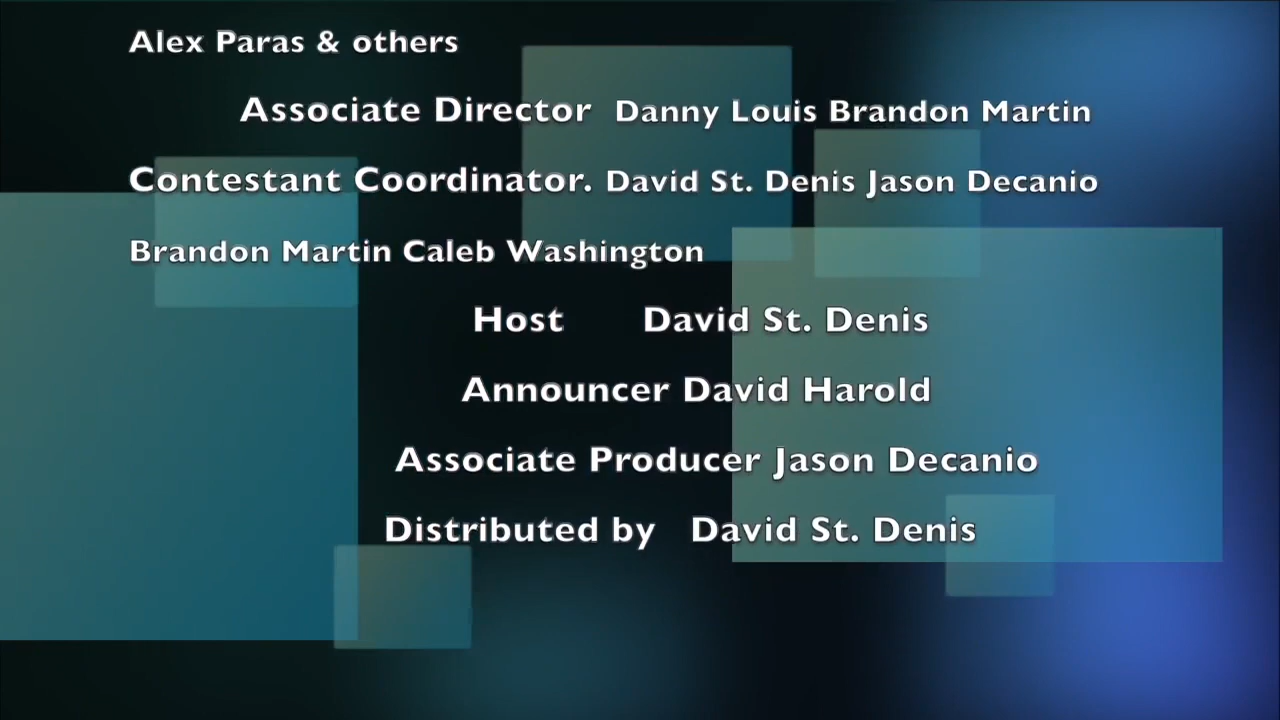 Alex Paras & others
Associate Director Danny Louis Brandon Martin
Contestant Coordinator. David St. Denis Jason Decanio
Brandon Martin Caleb Washington
Host David St. Denis
Announcer David Harold
Associate Producer Jason Decanio
Distributed by David St. Denis